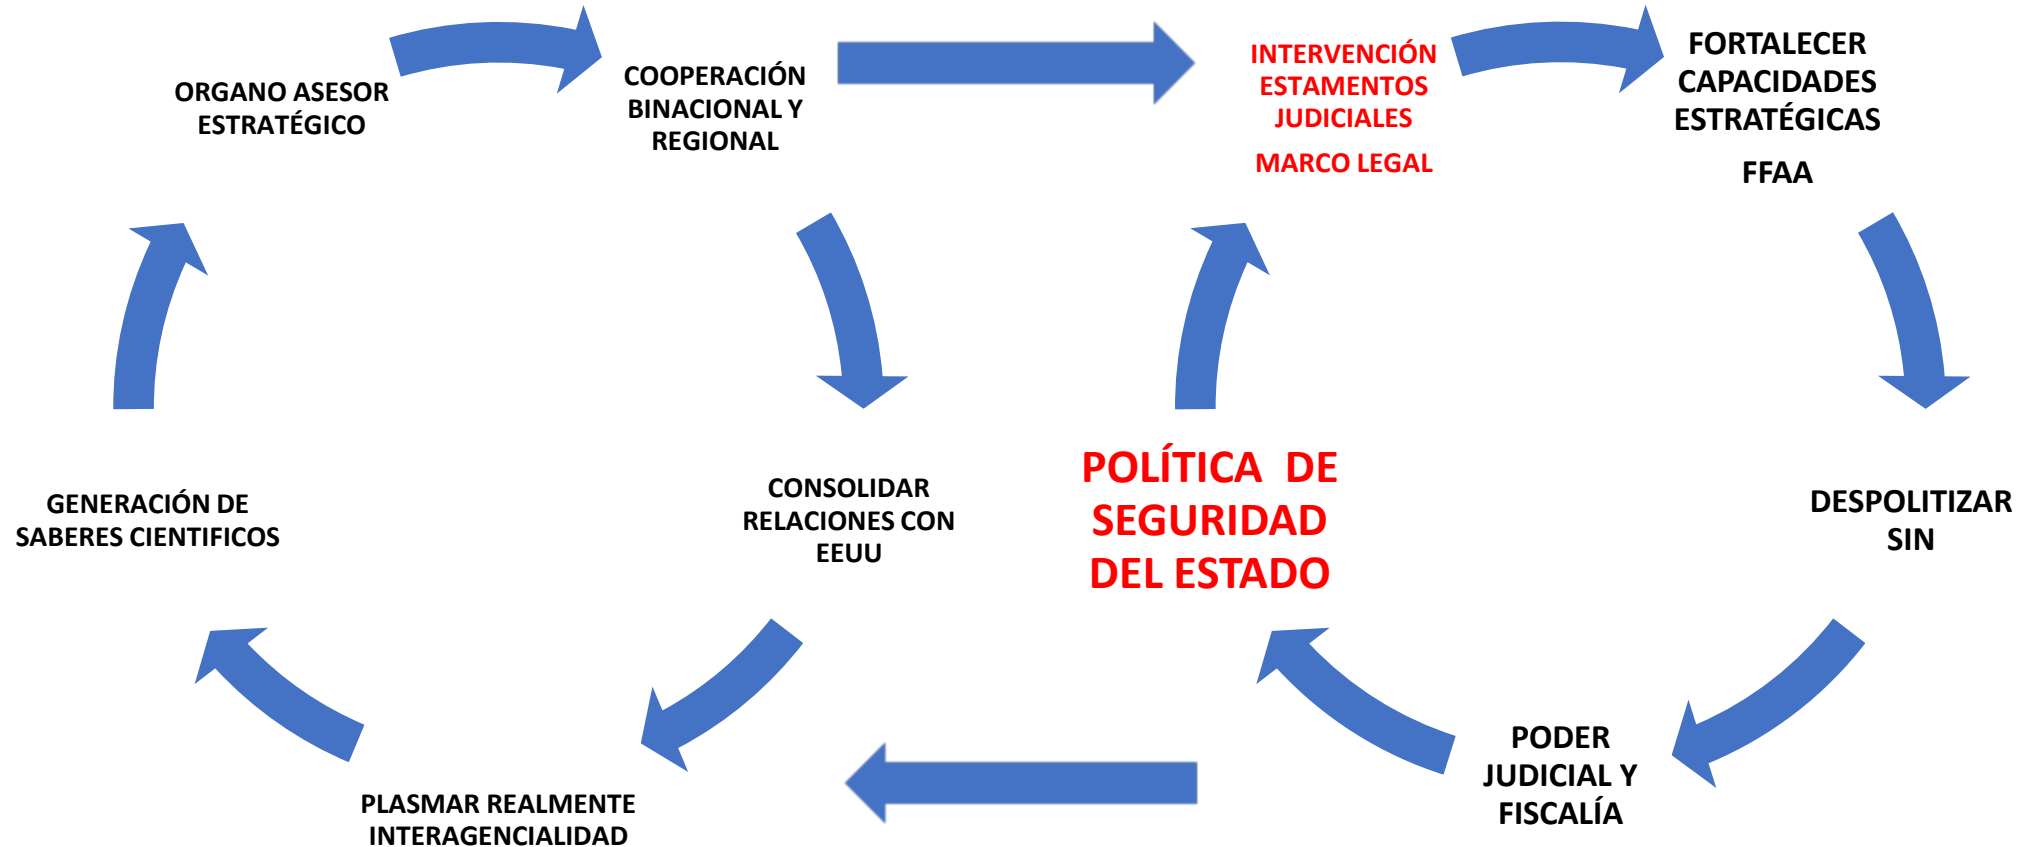 ORGANO ASESOR
ESTRATÉGICO
COOPERACIÓN
BINACIONAL Y
REGIONAL
CONSOLIDAR
RELACIONES CON
EEUU
PLASMAR REALMENTE
INTERAGENCIALIDAD
GENERACIÓN DE
SABERES CIENTIFICOS
INTERVENCIÓN
ESTAMENTOS
JUDICIALES
MARCO LEGAL
FORTALECER
CAPACIDADES
ESTRATÉGICAS
FFAA
DESPOLITIZAR
SIN
PODER
JUDICIAL Y
FISCALÍA
POLÍTICA DE
SEGURIDAD
DEL ESTADO